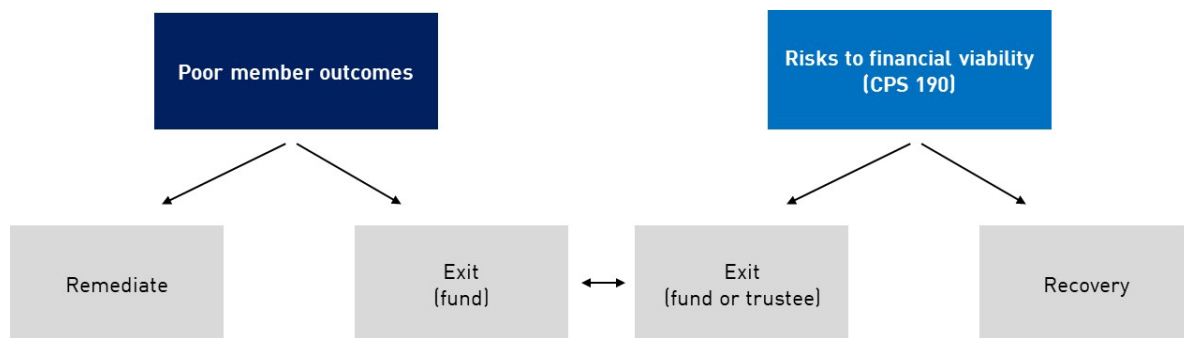 Poor member outcomes
Risks to financial viability
(CPS 190)
Remediate
Exit
(fund)
Exit
(fund or trustee)
Recovery